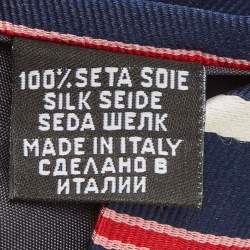 100% SETA SOIE
SILK SEIDE
SEDA ШЕЛК
MADE IN ITALY
СДЕЛАНО В
ИТАЛИИ